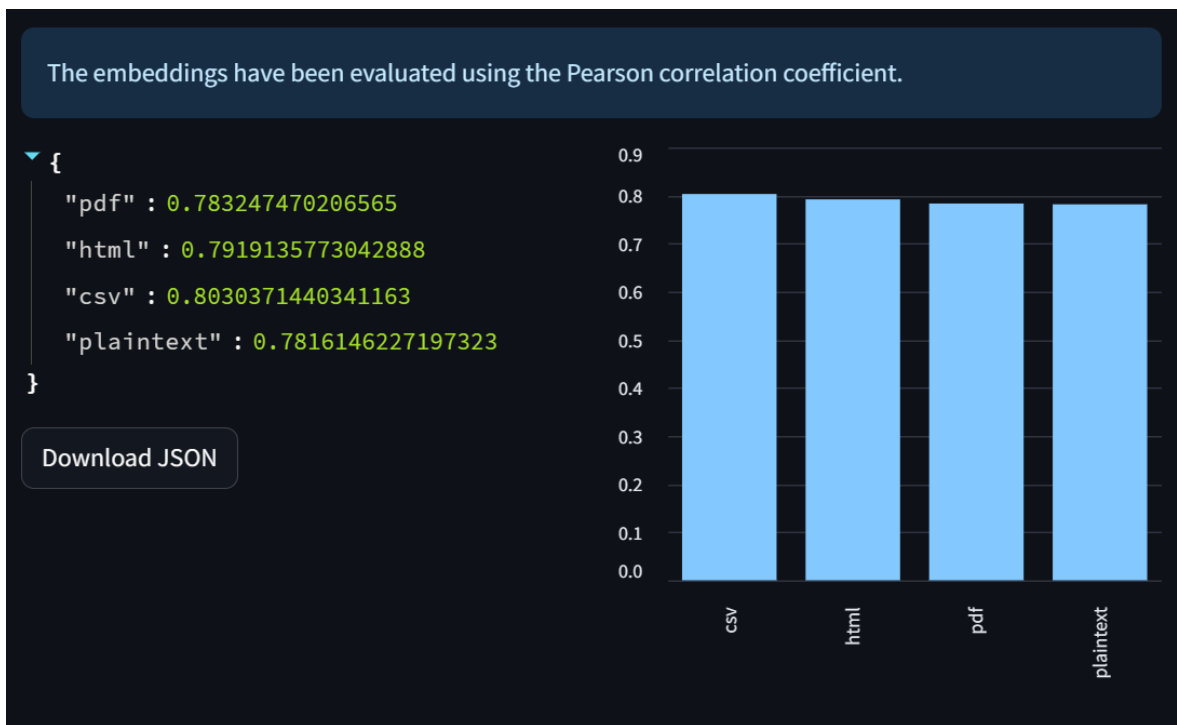 The embeddings have been evaluated using the Pearson correlation coefficient.
{
"pdf" : 0.783247470206565
"html" : 0.7919135773042888
"csv" : 0.8030371440341163
"plaintext" : 0.7816146227197323
}
Download JSON
0.9
0.8
0.7
0.6
0.5
0.4
0.3
0.2
0.1
0.0
csv
html
pdf
plaintext